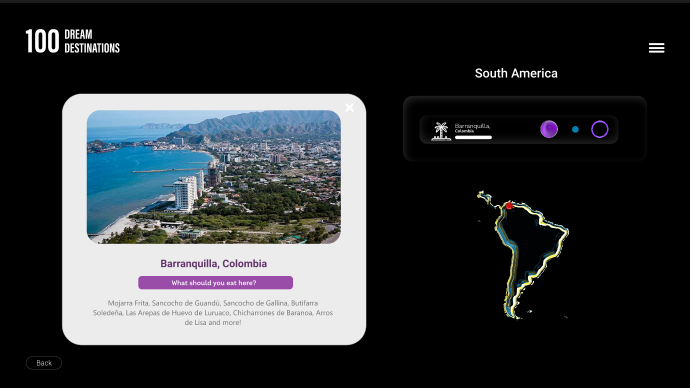 100 DREAM
DESTINATIONS
South America
Barranquilla,
Colombia
Barranquilla, Colombia
What should you eat here?
Mojarra Frita, Sancocho de Guandú, Sancocho de Gallina, Butifarra
Soledeña, Las Arepas de Huevo de Luruaco, Chicharrones de Baranoa, Arros
de Lisa and more!
Back